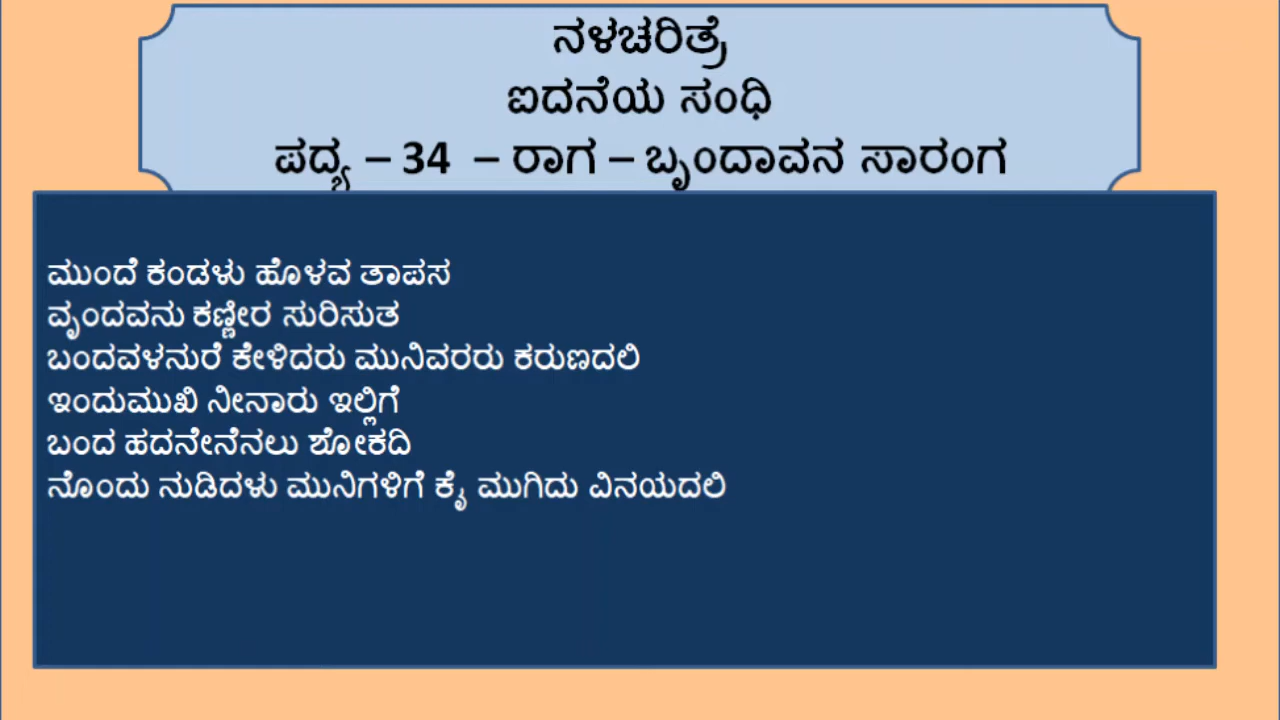 ನಳಚರಿತ್ರೆ
ಐದನೆಯ ಸಂಧಿ
ಪದ್ಯ – 34 – ರಾಗ – ಬೃಂದಾವನ ಸಾರಂಗ
ಮುಂದೆ ಕಂಡಳು ಹೊಳವ ತಾಪಸ
ವೃಂದವನು ಕಣ್ಣೀರ ಸುರಿಸುತ
ಬಂದವಳನುರೆ ಕೇಳಿದರು ಮುನಿವರರು ಕರುಣದಲಿ
ಇಂದುಮುಖಿ ನೀನಾರು ಇಲ್ಲಿಗೆ
ಬಂದ ಹದನೇನೆನಲು ಶೋಕದಿ
ನೊಂದು ನುಡಿದಳು ಮುನಿಗಳಿಗೆ ಕೈ ಮುಗಿದು ವಿನಯದಲಿ